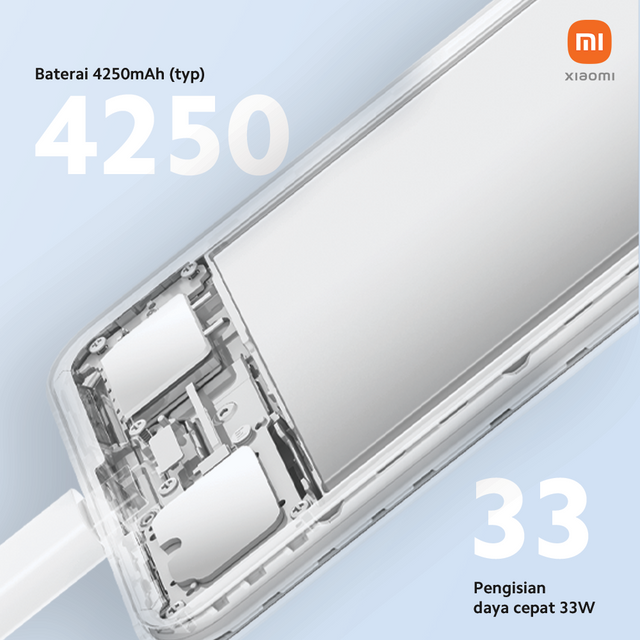 mi
xiaomi
Baterai 4250mAh (typ)
4250
33
Pengisian
daya cepat 33W